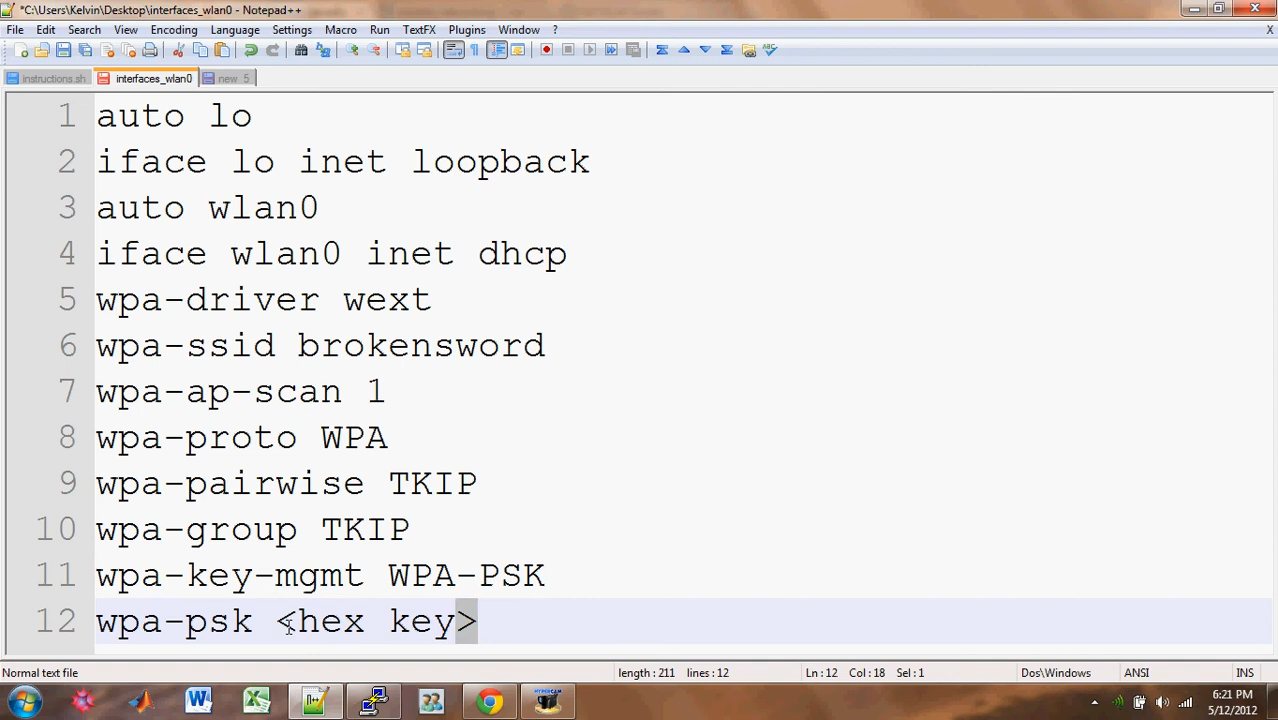 *C:\Users\Kelvin\Desktop\interfaces_wlan0 - Notepad++
File Edit Search View Encoding Language Settings Macro Run TextFX Plugins Window ? X
instructions.sh interfaces_wlan0 new 5
1 auto lo
2 iface lo inet loopback
3 auto wlan0
4 iface wlan0 inet dhcp
5 wpa-driver wext
6 wpa-ssid brokensword
7 wpa-ap-scan 1
8 wpa-proto WPA
9 wpa-pairwise TKIP
10 wpa-group TKIP
11 wpa-key-mgmt WPA-PSK
12 wpa-psk <hex key>
Normal text file length : 211 lines : 12 Ln : 12 Col : 18 Sel : 1 Dos\Windows ANSI INS
6:21 PM
5/12/2012